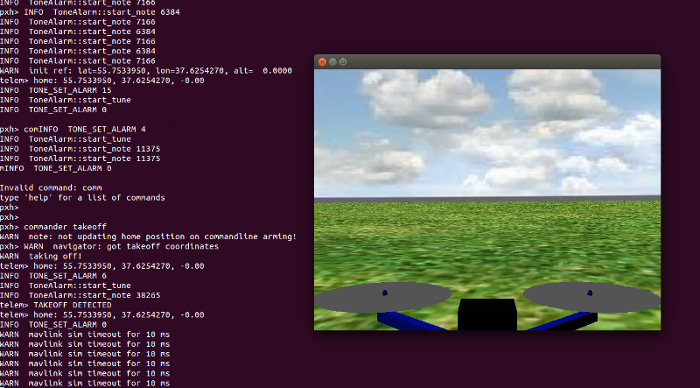 INFO  ToneAlarm::start_note 7166
pxh> INFO  ToneAlarm::start_note 6384
INFO  ToneAlarm::start_note 7166
INFO  ToneAlarm::start_note 6384
INFO  ToneAlarm::start_note 7166
INFO  ToneAlarm::start_note 6384
INFO  ToneAlarm::start_note 7166
WARN  init ref: lat=55.7533950, lon=37.6254270, alt=  0.0000
telem> home: 55.7533950, 37.6254270, -0.00
INFO  TONE_SET_ALARM 15
INFO  ToneAlarm::start_tune
INFO  TONE_SET_ALARM 0
pxh> comINFO  TONE_SET_ALARM 4
INFO  ToneAlarm::start_tune
INFO  ToneAlarm::start_note 11375
INFO  ToneAlarm::start_note 11375
mINFO  TONE_SET_ALARM 0
Invalid command: comm
type 'help' for a list of commands
pxh>
pxh>
pxh> commander takeoff
WARN  note: not updating home position on commandline arming!
pxh> WARN  navigator: got takeoff coordinates
WARN  taking off!
telem> home: 55.7533950, 37.6254270, -0.00
INFO  TONE_SET_ALARM 6
INFO  ToneAlarm::start_tune
INFO  ToneAlarm::start_note 38265
telem> TAKEOFF DETECTED
telem> home: 55.7533950, 37.6254270, -0.00
INFO  TONE_SET_ALARM 0
WARN  mavlink sim timeout for 10 ms
WARN  mavlink sim timeout for 10 ms
WARN  mavlink sim timeout for 10 ms
WARN  mavlink sim timeout for 10 ms
WARN  mavlink sim timeout for 10 ms
WARN  mavlink sim timeout for 10 ms